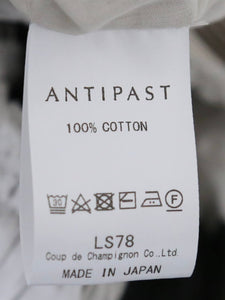 ANTIPAST
100% COTTON
LS78
Coup de Champignon Co.,Ltd.
MADE IN JAPAN